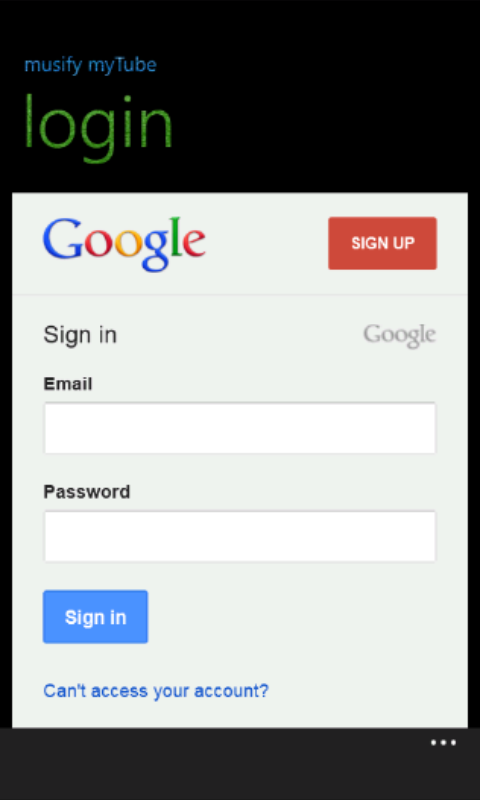 musify myTube
login
Google
SIGN UP
Sign in
Google
Email
Password
Sign in
Can't access your account?